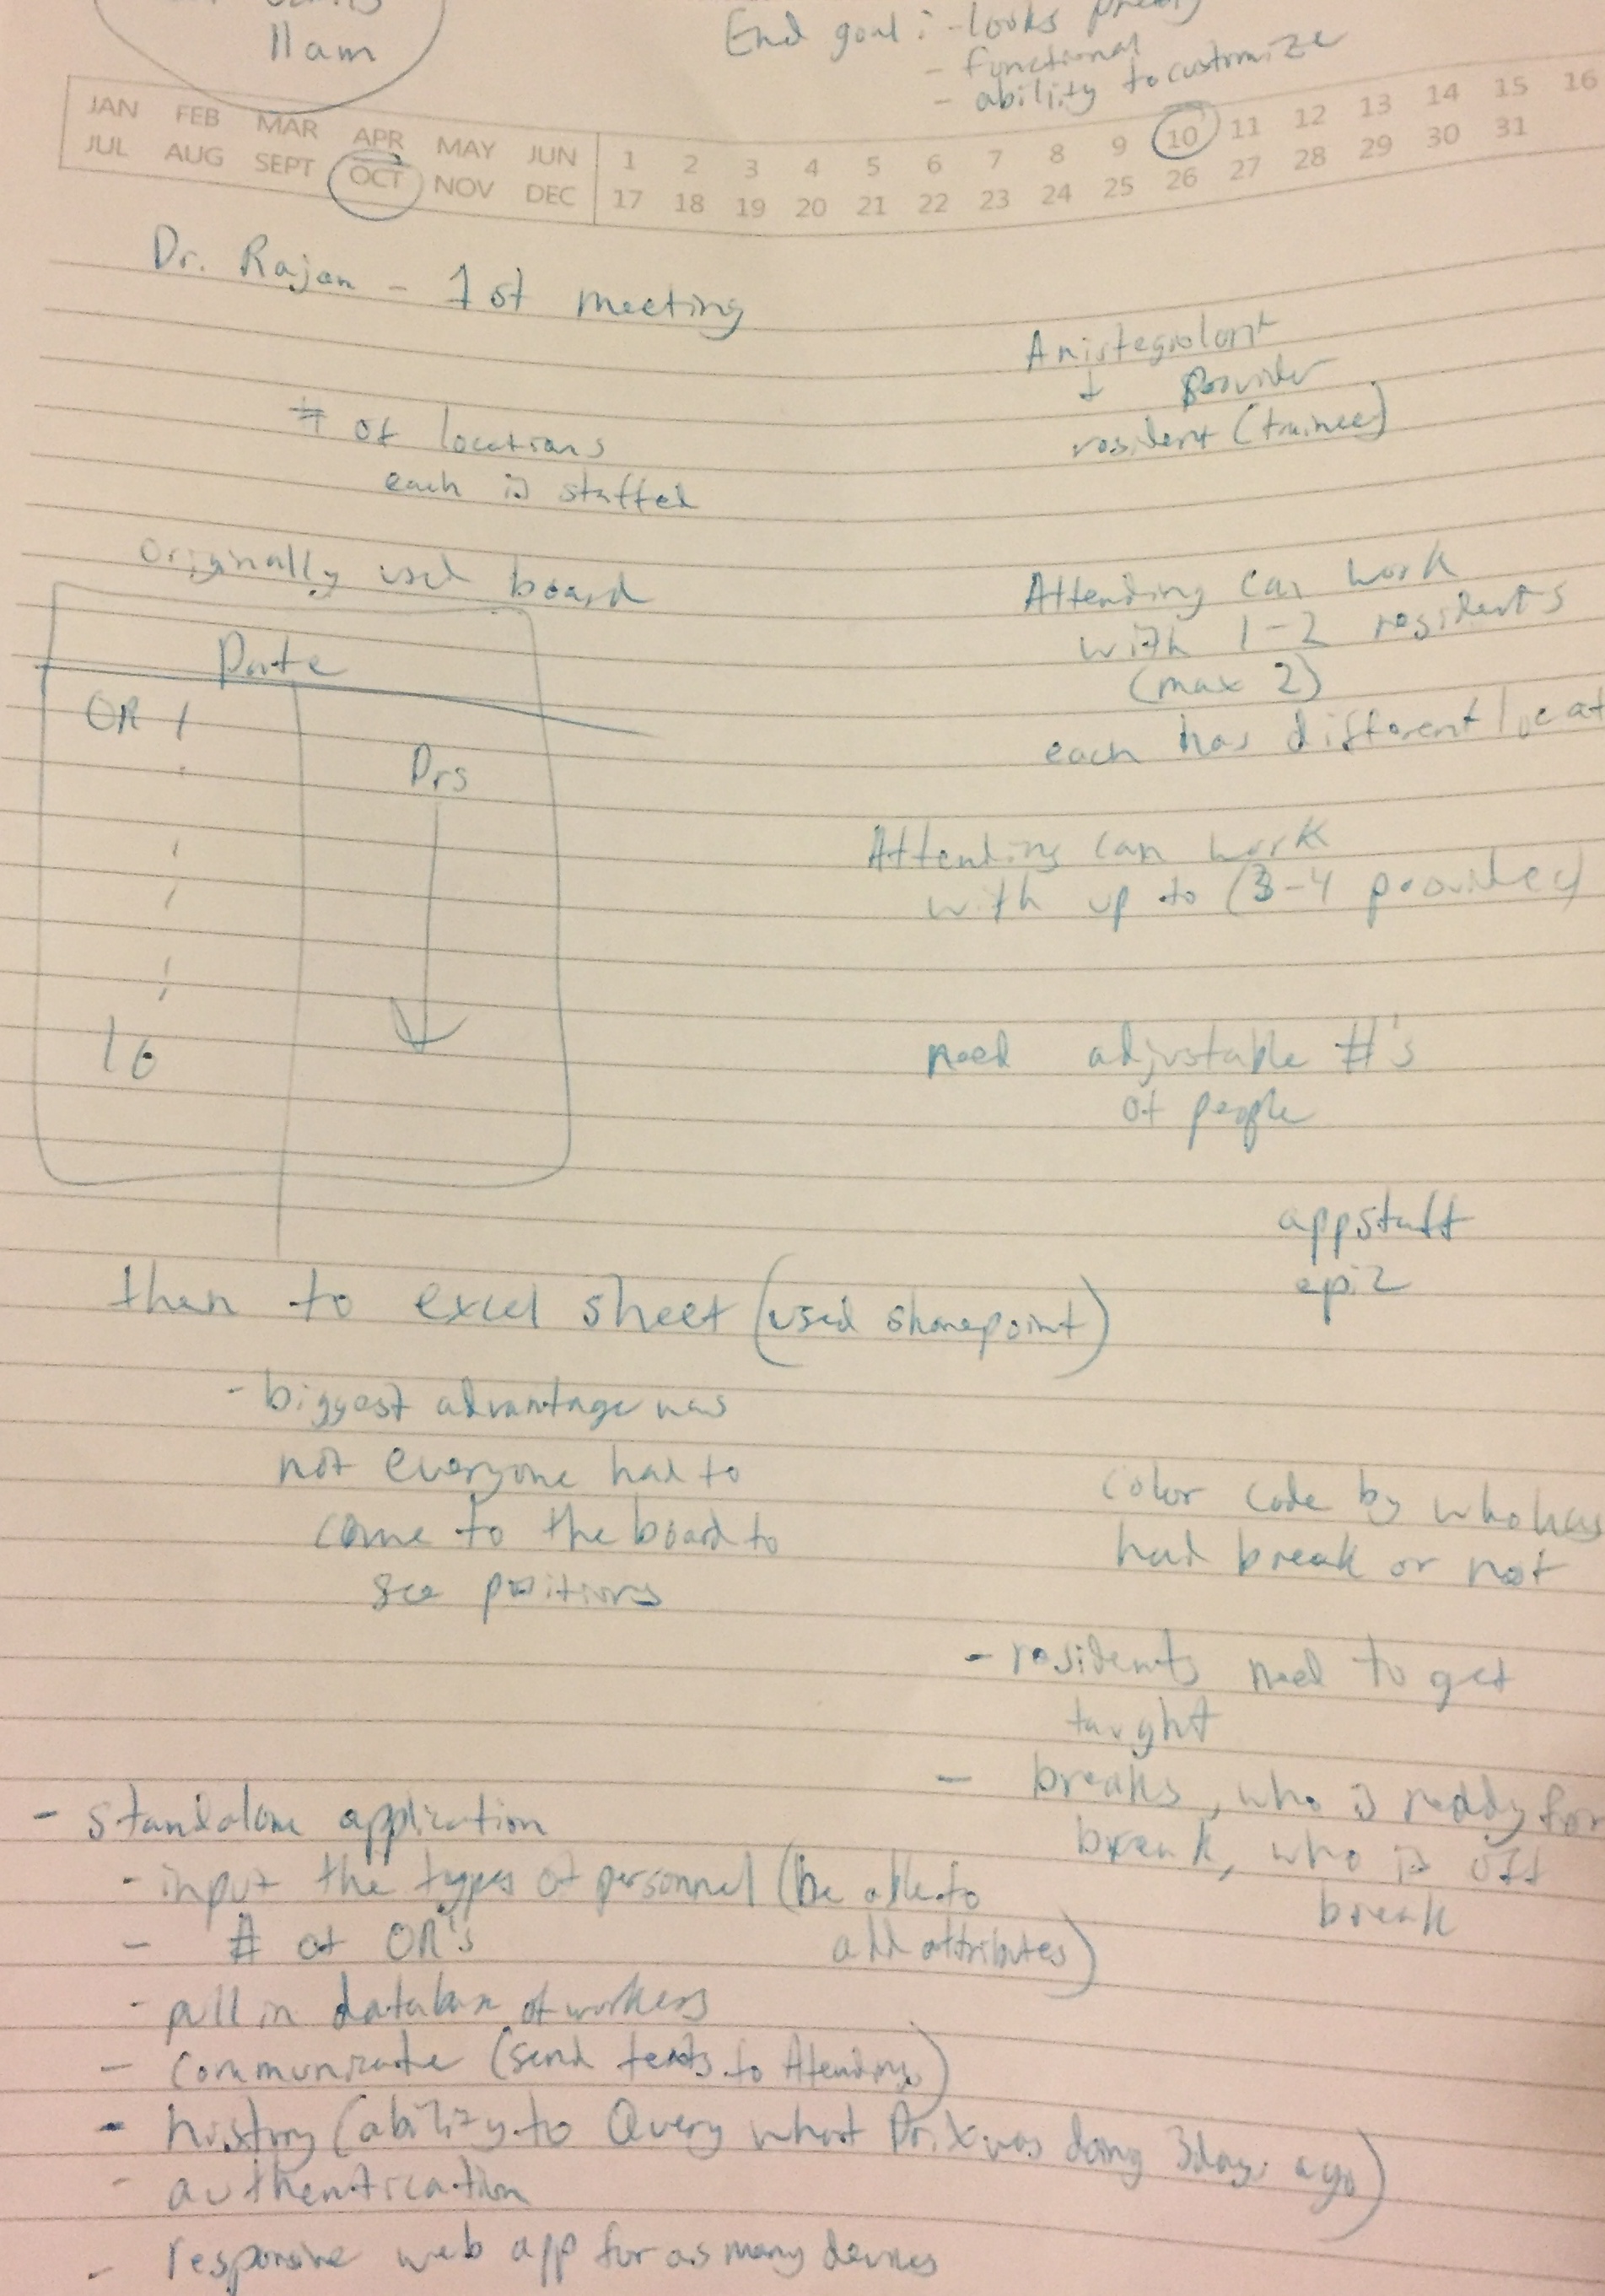 11am
End goal: - looks pretty
- functional
- ability to customize
JAN FEB MAR APR MAY JUN 1 2 3 4 5 6 7 8 9 10 11 12 13 14 15 16
JUL AUG SEPT OCT NOV DEC 17 18 19 20 21 22 23 24 25 26 27 28 29 30 31
Dr. Rajan - 1st meeting
# of locations
each is staffed
originally used board
Date
OR 1
Drs
16
then to excel sheet (used sharepoint)
- biggest advantage was
not everyone had to
come to the board to
see positions
- standalone application
- input the types of personnel (be able to
add attributes)
- # of OR's
- pull in database of workers
- communicate (send texts to Attendings)
- history (ability to Query what Dr. X was doing 3 days ago)
- authentication
- responsive web app for as many devices
provider
resident (trainee)
Attending can work
with 1-2 residents
(max 2)
each has different locat
Attending can work
with up to (3-4 provider)
need adjustable #'s
of people
appstaff
epi2
color code by who has
had break or not
- residents need to get
taught
- breaks, who is ready for
break, who is off
break